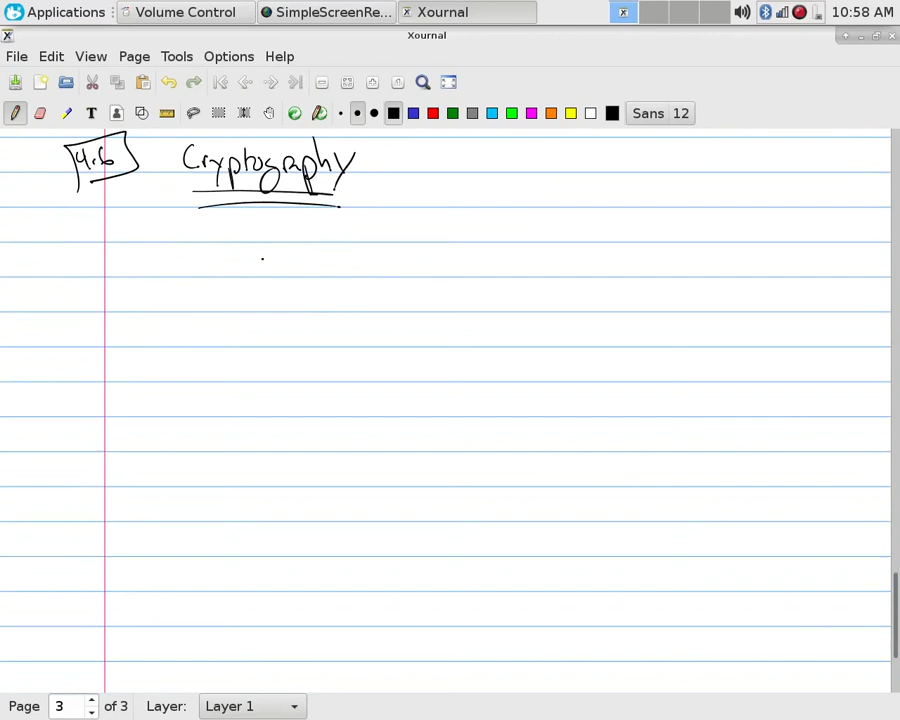 Applications Volume Control SimpleScreenRe... Xournal 10:58 AM
Xournal
File Edit View Page Tools Options Help
T Sans 12
4.6 Cryptography
Page 3 of 3 Layer: Layer 1